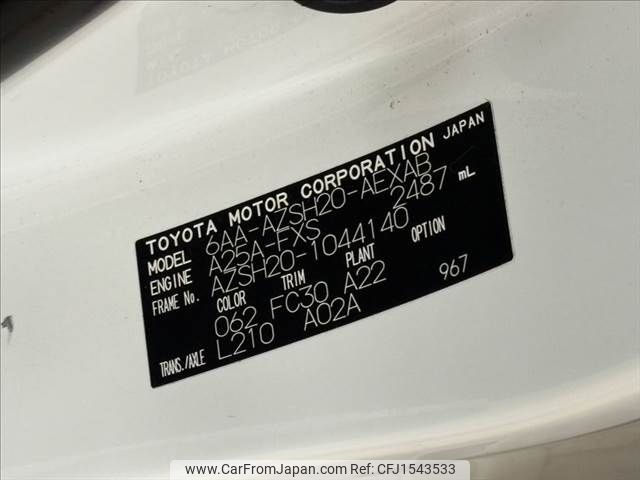 TOYOTA MOTOR CORPORATION JAPAN
MODEL 6AA-AZSH20-AEXAB
ENGINE A25A-FXS 2487 mL
FRAME No. AZSH20-1044140
COLOR TRIM PLANT OPTION
062 FC30 A22 967
TRANS./AXLE L210 A02A
www.CarFromJapan.com | CFJ1543533